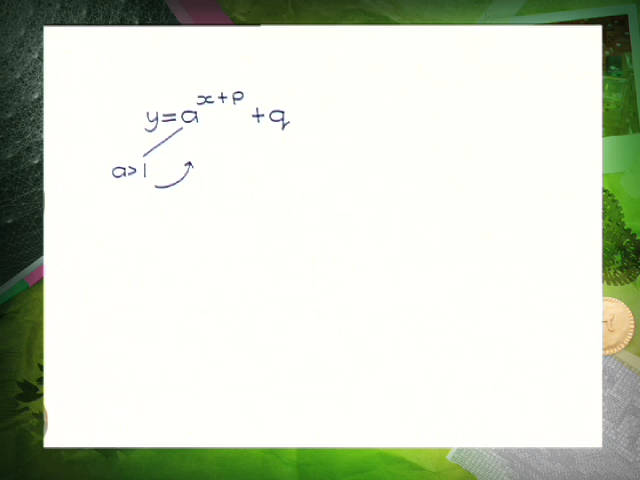 y = a^{x+p} + q
a > 1